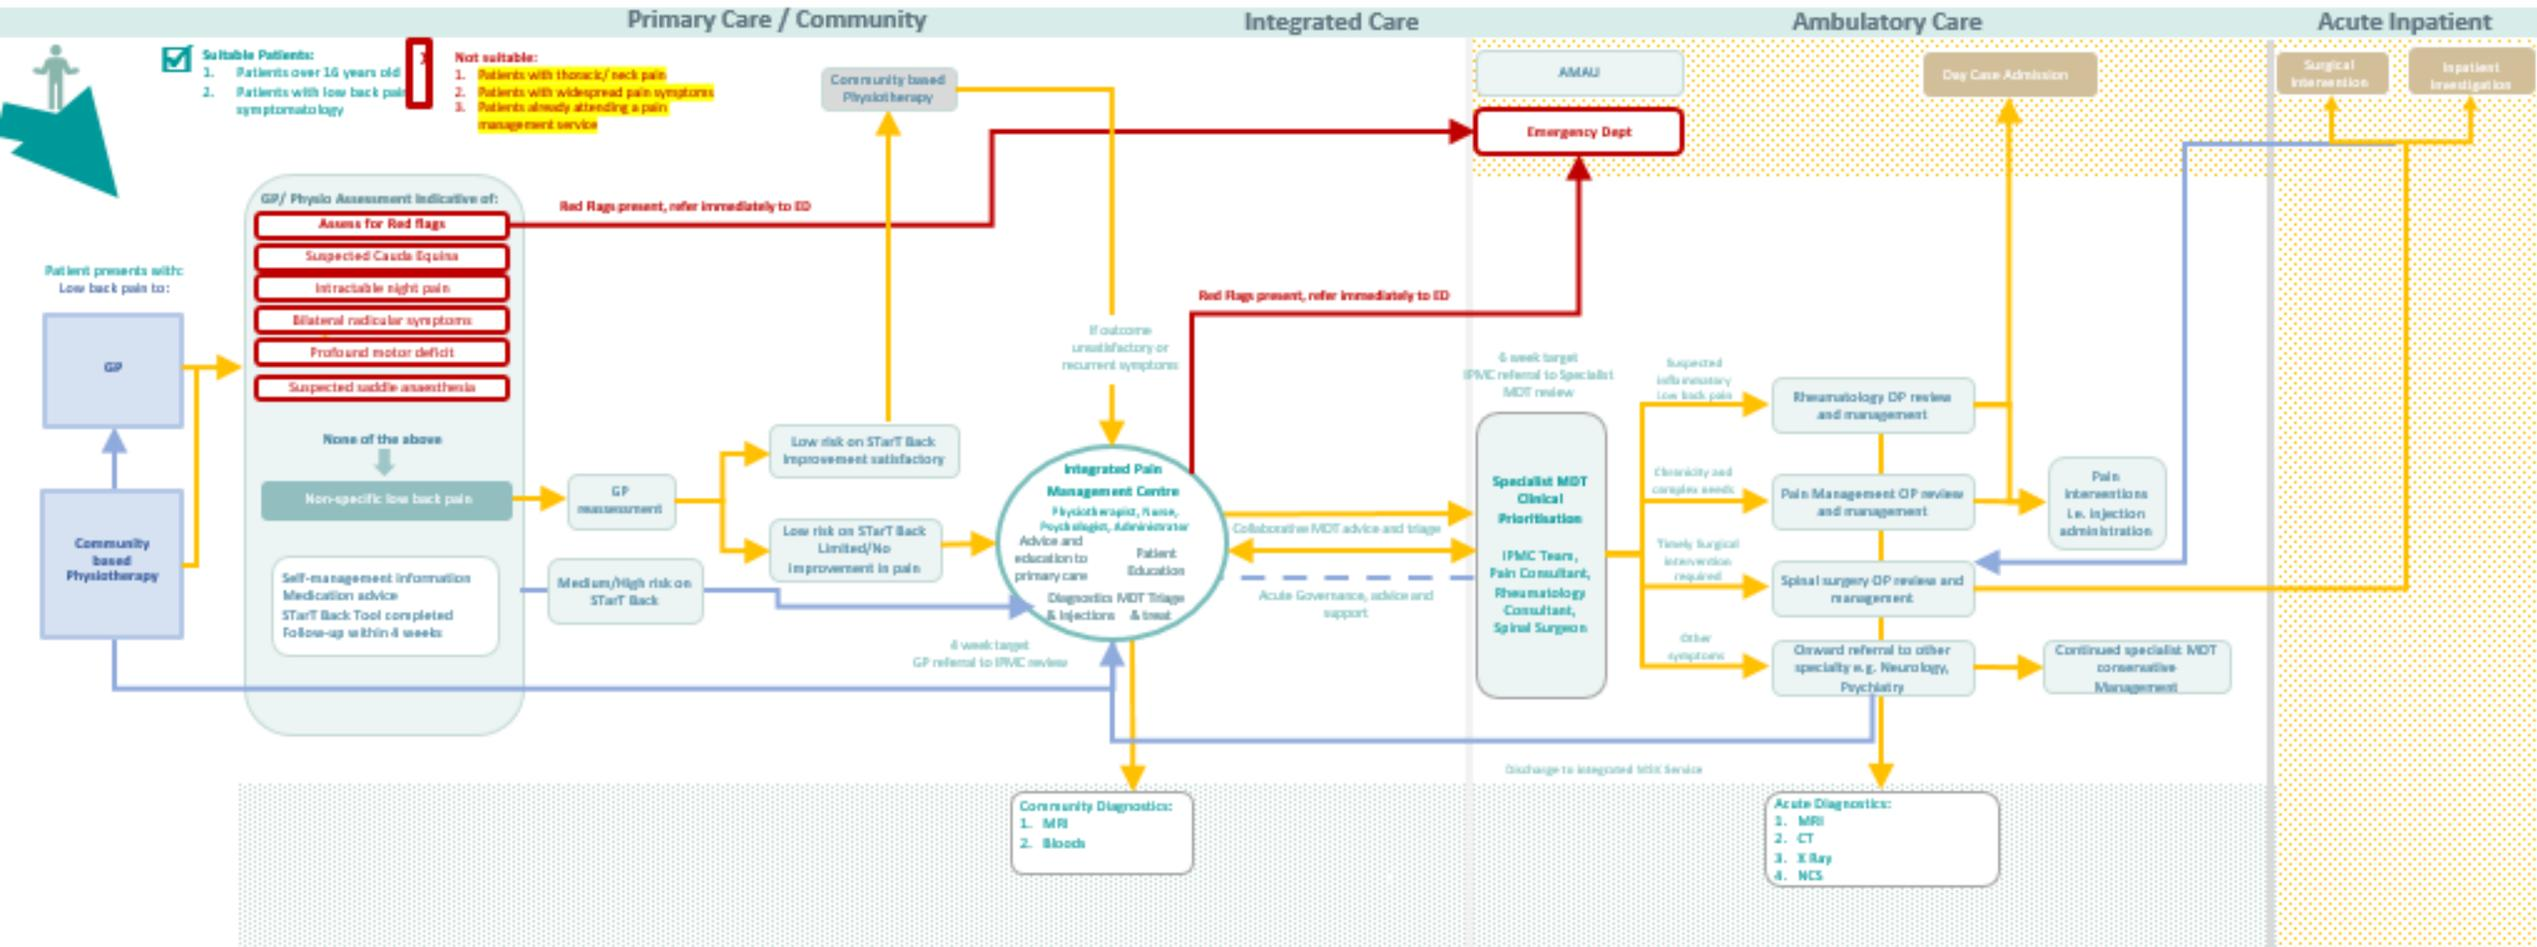 Primary Care / Community
Integrated Care
Ambulatory Care
Acute Inpatient
Suitable Patients:
1. Patients over 16 years old
2. Patients with low back pain
symptomatology
Not suitable:
1. Patients with thoracic/ neck pain
2. Patients with widespread pain symptoms
3. Patients already attending a pain
management service
Community based
Physiotherapy
AMAU
Emergency Dept
Day Case Admission
Surgical
Intervention
Inpatient
Investigation
Patient presents with:
Low back pain to:
GP
Community
based
Physiotherapy
GP/ Physio Assessment Indicative of:
Assess for Red flags
Suspected Cauda Equina
Intractable night pain
Bilateral radicular symptoms
Profound motor deficit
Suspected saddle anaesthesia
None of the above
Non-specific low back pain
Self-management information
Medication advice
STarT Back Tool completed
Follow-up within 4 weeks
Red Flags present, refer immediately to ED
GP
reassessment
Medium/High risk on
STarT Back
Low risk on STarT Back
Improvement satisfactory
Low risk on STarT Back
Limited/No
improvement in pain
If outcome
unsatisfactory or
recurrent symptoms
Red Flags present, refer immediately to ED
Integrated Pain
Management Centre
Physiotherapist, Nurse,
Psychologist, Administrator
Advice and
education to
primary care
Patient
Education
Diagnostics
& Injections
MDT Triage
& treat
week target
GP referral to IPMC review
Collaborative MDT advice and triage
Acute Governance, advice and
support
6 week target
IPMC referral to Specialist
MDT review
Specialist MDT
Clinical
Prioritisation
IPMC Team,
Pain Consultant,
Rheumatology
Consultant,
Spinal Surgeon
Suspected
inflammatory
Low back pain
Chronicity and
complex needs
Timely Surgical
intervention
required
Other
symptoms
Rheumatology OP review
and management
Pain Management OP review
and management
Spinal surgery OP review and
management
Onward referral to other
specialty e.g. Neurology,
Psychiatry
Pain
interventions
i.e. injection
administration
Continued specialist MDT
conservative
Management
Discharge to integrated MSK Service
Community Diagnostics:
1. MRI
2. Bloods
Acute Diagnostics:
1. MRI
2. CT
3. X Ray
4. NCS